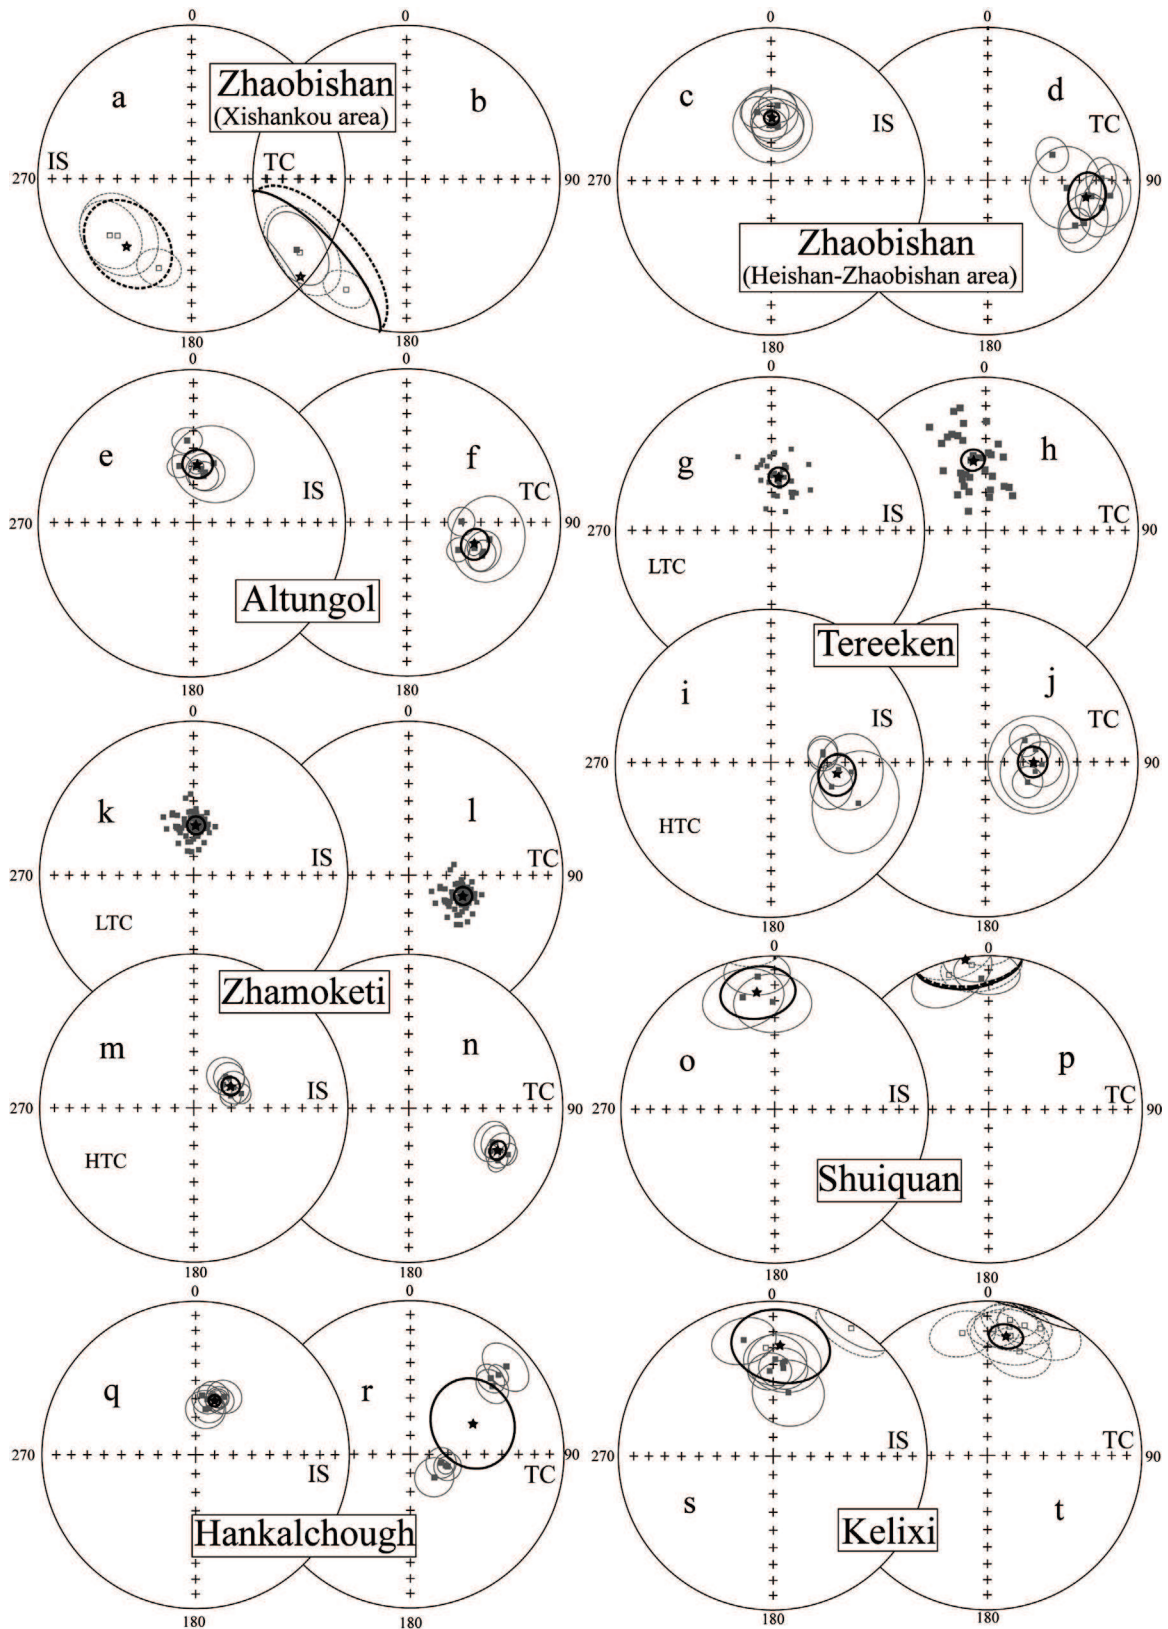 0
0
0
0
a
Zhaobishan
(Xishankou area)
b
c
IS
d
TC
IS
TC
270
90
270
90
Zhaobishan
(Heishan-Zhaobishan area)
180
180
180
180
0
0
0
0
e
f
IS
TC
270
90
g
h
IS
TC
270
90
LTC
Altungol
180
180
Tereeken
0
0
i
IS
j
TC
270
90
HTC
180
180
k
l
IS
TC
270
90
LTC
Zhamoketi
m
n
IS
TC
270
90
HTC
180
180
0
0
o
p
IS
TC
270
90
Shuiquan
180
180
0
0
q
r
270
90
IS
TC
Hankalchough
180
180
IS
TC
270
90
s
t
Kelixi
180
180